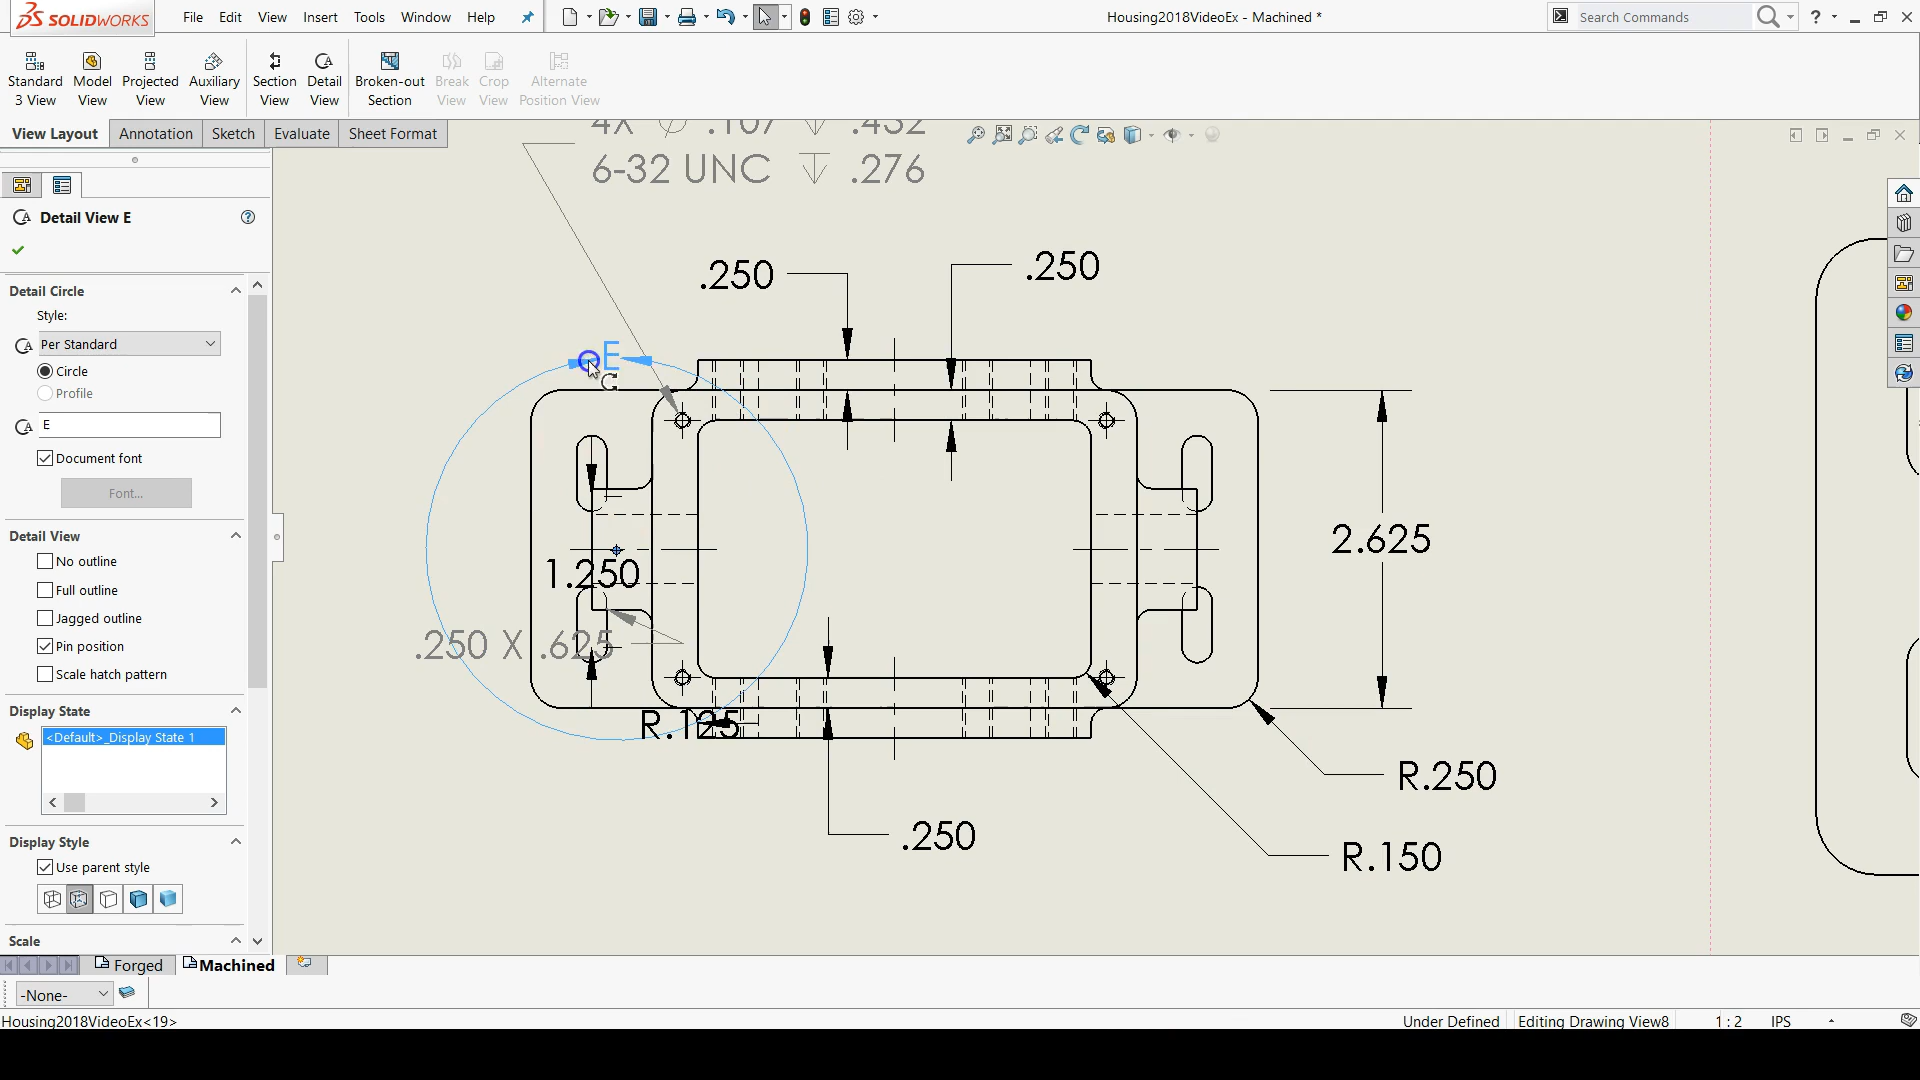 SOLIDWORKS
File Edit View Insert Tools Window Help
Housing2018VideoEx - Machined *
Search Commands
?
Standard 3 View
Model View
Projected View
Auxiliary View
Section View
Detail View
Broken-out Section
Break View
Crop View
Alternate Position View
View Layout Annotation Sketch Evaluate Sheet Format
Detail View E
?
Detail Circle
Style:
Per Standard
Circle
Profile
E
Document font
Font...
Detail View
No outline
Full outline
Jagged outline
Pin position
Scale hatch pattern
Display State
<Default>_Display State 1
Display Style
Use parent style
Scale
4X ∅ .107 ↧ .432
6-32 UNC ↧ .276
.250
.250
E
2.625
1.250
.250 X .625
R.125
R.250
.250
R.150
Forged Machined
-None-
Housing2018VideoEx<19>
Under Defined Editing Drawing View8 1 : 2 IPS